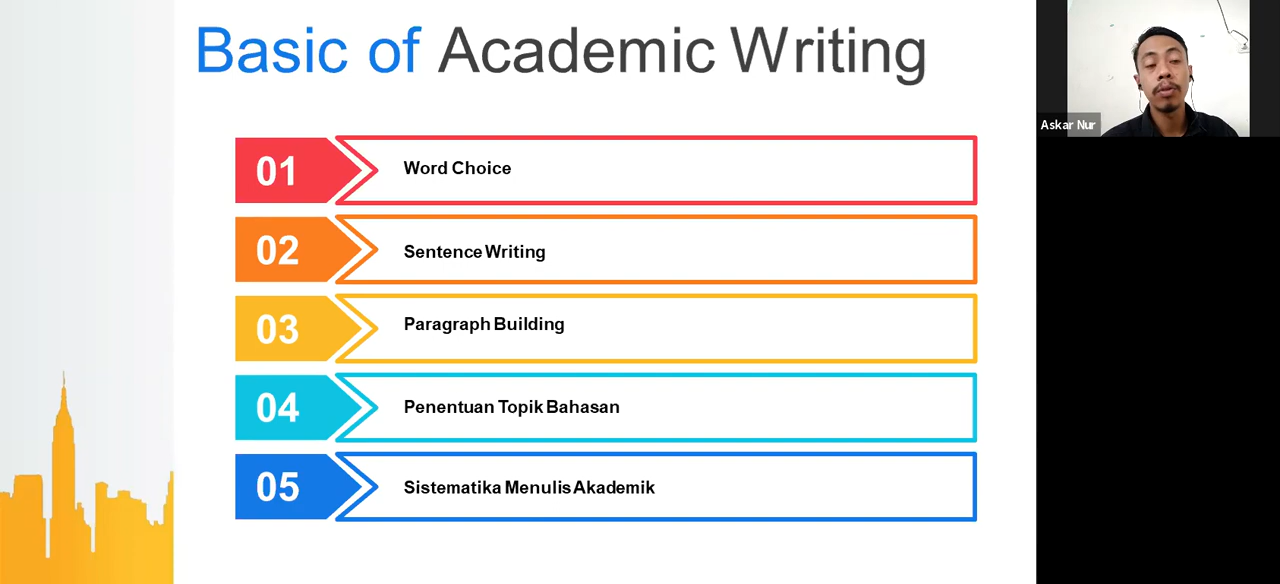 Basic of Academic Writing
Askar Nur
01
Word Choice
02
Sentence Writing
03
Paragraph Building
04
Penentuan Topik Bahasan
05
Sistematika Menulis Akademik